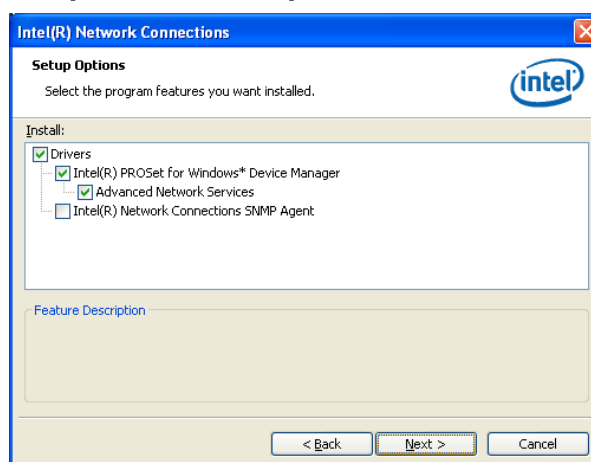 Intel(R) Network Connections
Setup Options
Select the program features you want installed.
intel
Install:
Drivers
Intel(R) PROSet for Windows* Device Manager
Advanced Network Services
Intel(R) Network Connections SNMP Agent
Feature Description
< Back
Next >
Cancel